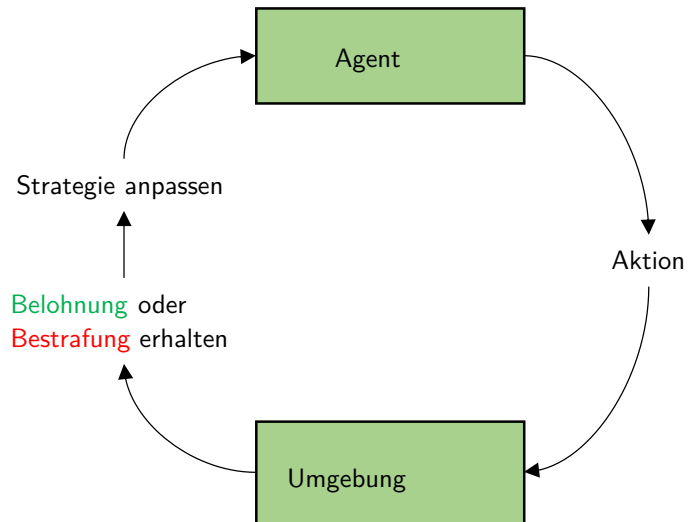 Agent
Strategie anpassen
Aktion
Belohnung oder
Bestrafung erhalten
Umgebung